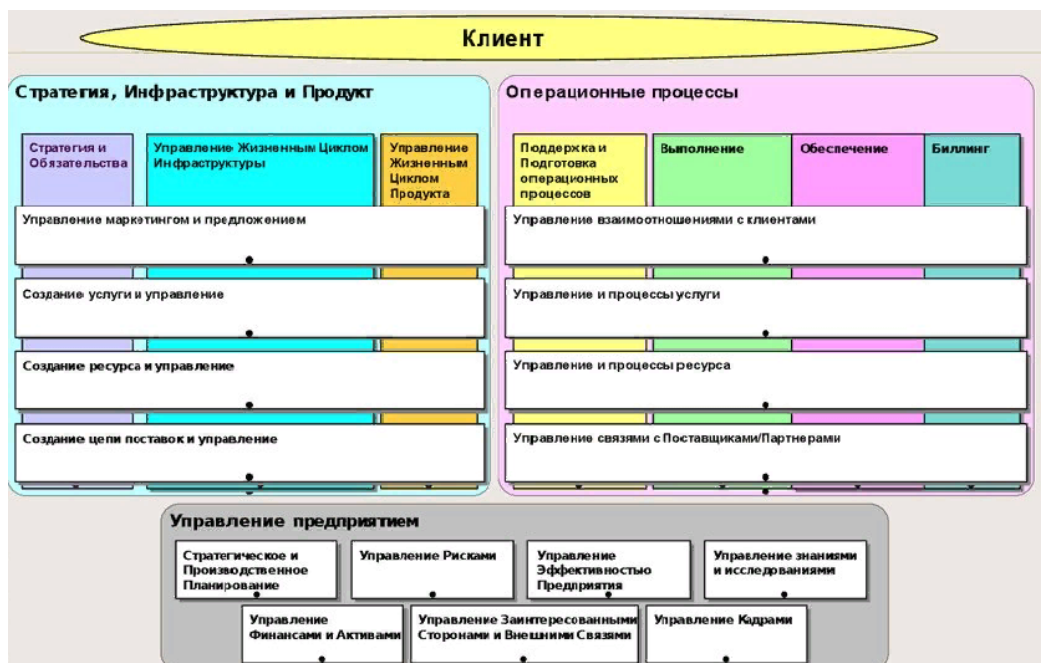 Клиент
Стратегия, Инфраструктура и Продукт
Стратегия и
Обязательства
Управление Жизненным Циклом
Инфраструктуры
Управление
Жизненным
Циклом
Продукта
Управление маркетингом и предложением
Создание услуги и управление
Создание ресурса и управление
Создание цепи поставок и управление
Операционные процессы
Поддержка и
Подготовка
операционных
процессов
Выполнение
Обеспечение
Биллинг
Управление взаимоотношениями с клиентами
Управление и процессы услуги
Управление и процессы ресурса
Управление связями с Поставщиками/Партнерами
Управление предприятием
Стратегическое и
Производственное
Планирование
Управление Рисками
Управление
Эффективностью
Предприятия
Управление знаниями
и исследованиями
Управление
Финансами и Активами
Управление Заинтересованными
Сторонами и Внешними Связями
Управление Кадрами